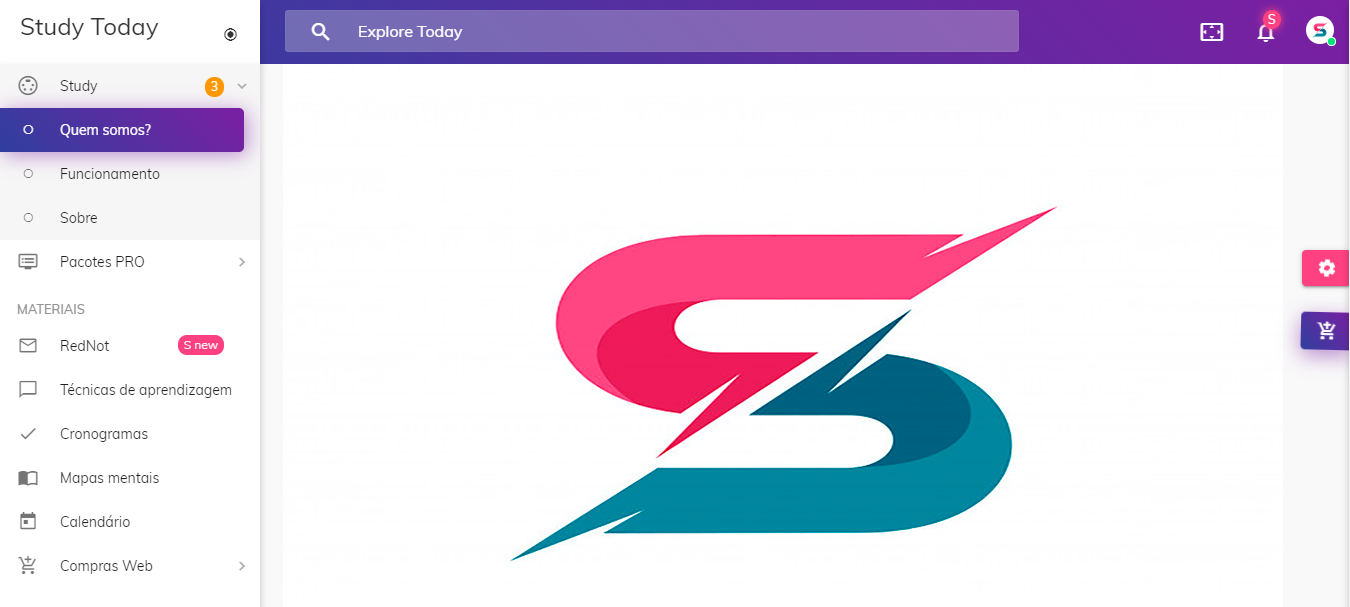 Study Today
Explore Today
S
Study
3
Quem somos?
Funcionamento
Sobre
Pacotes PRO
MATERIAIS
RedNot
S new
Técnicas de aprendizagem
Cronogramas
Mapas mentais
Calendário
Compras Web